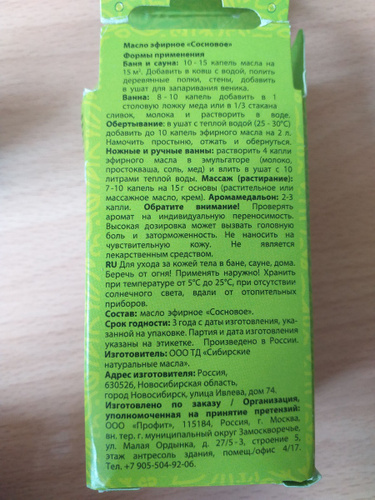 Масло эфирное «Сосновое»
Формы применения
Баня и сауна: 10 - 15 капель масла на
15 м³. Добавить в ковш с водой, полить
деревянные полки, стены, добавить
в ушат для запаривания веника.
Ванна: 8 - 10 капель добавить в 1
столовую ложку меда или в 1/3 стакана
сливок, молока и растворить в воде.
Обертывание: в ушат с теплой водой (25 - 30°С)
добавить до 10 капель эфирного масла на 2 л.
Намочить простыню, отжать и обернуться.
Ножные и ручные ванны: растворить 4 капли
эфирного масла в эмульгаторе (молоко,
простокваша, соль, мед) и влить в ушат с 10
литрами теплой воды. Массаж (растирание):
7-10 капель на 15 г основы (растительное или
массажное масло, крем). Аромамедальон: 2-3
капли. Обратите внимание! Проверять
аромат на индивидуальную переносимость.
Высокая дозировка может вызвать головную
боль и заторможенность. Не наносить на
чувствительную кожу. Не является
лекарственным средством.
RU Для ухода за кожей тела в бане, сауне, дома.
Беречь от огня! Применять наружно! Хранить
при температуре от 5°С до 25°С, при отсутствии
солнечного света, вдали от отопительных
приборов.
Состав: масло эфирное «Сосновое».
Срок годности: 3 года с даты изготовления, ука-
занной на упаковке. Партия и дата изготовления
указаны на этикетке. Произведено в России.
Изготовитель: ООО ТД «Сибирские
натуральные масла».
Адрес изготовителя: Россия,
630526, Новосибирская область,
город Новосибирск, улица Ивлева, дом 74.
Изготовлено по заказу / Организация,
уполномоченная на принятие претензий:
ООО «Профит», 115184, Россия, г. Москва,
вн. тер. г. муниципальный округ Замоскворечье,
ул. Малая Ордынка, д. 27/5-3, строение 5,
этаж антресоль здания, помещ./офис 4/17.
Тел. +7 905-504-92-06.